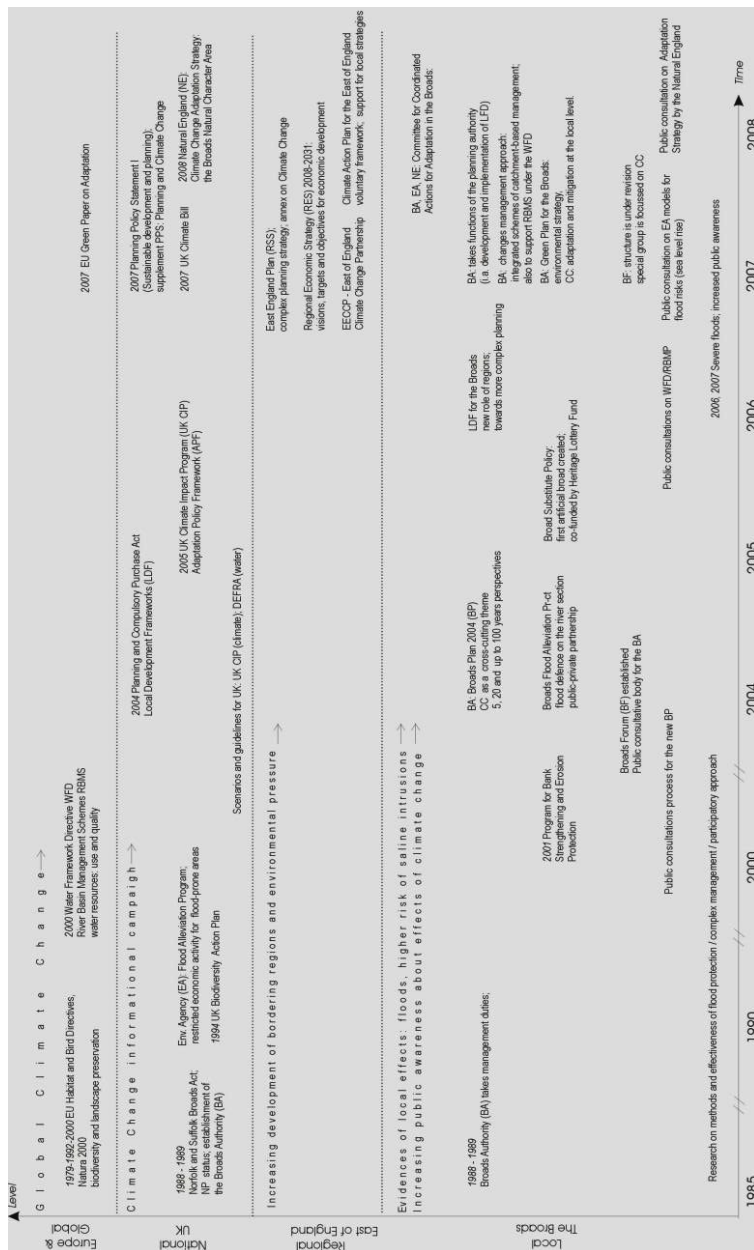 Level
Europe & Global
Global Climate Change
1979-1992-2000 EU Habitat and Bird Directives,
Natura 2000
biodiversity and landscape preservation
2000 Water Framework Directive WFD
River Basin Management Schemes RBMS
water resources: use and quality
2007 EU Green Paper on Adaptation
National
UK
Climate Change informational campaign
1988 - 1989
Norfolk and Suffolk Broads Act;
NP status; establishment of
the Broads Authority (BA)
Env. Agency (EA): Flood Alleviation Program;
restricted economic activity for flood-prone areas
1994 UK Biodiversity Action Plan
2004 Planning and Compulsory Purchase Act
Local Development Frameworks (LDF)
2005 UK Climate Impact Program (UK CIP)
Adaptation Policy Framework (APF)
Scenarios and guidelines for UK: UK CIP (climate); DEFRA (water)
2007 Planning Policy Statement I
(Sustainable development and planning);
supplement PPS: Planning and Climate Change
2007 UK Climate Bill
2008 Natural England (NE):
Climate Change Adaptation Strategy:
the Broads Natural Character Area
Regional
East of England
Increasing development of bordering regions and environmental pressure
East England Plan (RSS);
complex planning strategy; annex on Climate Change
Regional Economic Strategy (RES) 2008-2031:
visions, targets and objectives for economic development
EECCP - East of England
Climate Change Partnership
Climate Action Plan for the East of England
voluntary framework; support for local strategies
Local
The Broads
Evidences of local effects: floods, higher risk of saline intrusions
Increasing public awareness about effects of climate change
BA, EA, NE: Committee for Coordinated
Actions for Adaptation in the Broads:
1988 - 1989
Broads Authority (BA) takes management duties;
BA: Broads Plan 2004 (BP)
CC as a cross-cutting theme
5, 20 and up to 100 years perspectives
LDF for the Broads
new role of regions;
towards more complex planning
BA: takes functions of the planning authority
(i.a. development and implementation of LFD)
BA: changes management approach:
integrated schemes of catchment-based management;
also to support RBMS under the WFD
BA: Green Plan for the Broads:
environmental strategy,
CC: adaptation and mitigation at the local level.
2001 Program for Bank
Strengthening and Erosion
Protection
Broads Flood Alleviation Pr-ct
flood defence on the river section
public-private partnership
Broad Substitute Policy:
first artificial broad created;
co-funded by Heritage Lottery Fund
Broads Forum (BF) established
Public consultative body for the BA
BF: structure is under revision
special group is focussed on CC
Public consultations process for the new BP
Public consultations on WFD/RBMP
Public consultation on EA models for
flood risks (sea level rise)
Public consultation on Adaptation
Strategy by the Natural England
Research on methods and effectiveness of flood protection / complex management / participatory approach
2006, 2007 Severe floods; increased public awareness
1985
1990
2000
2004
2005
2006
2007
2008
Time